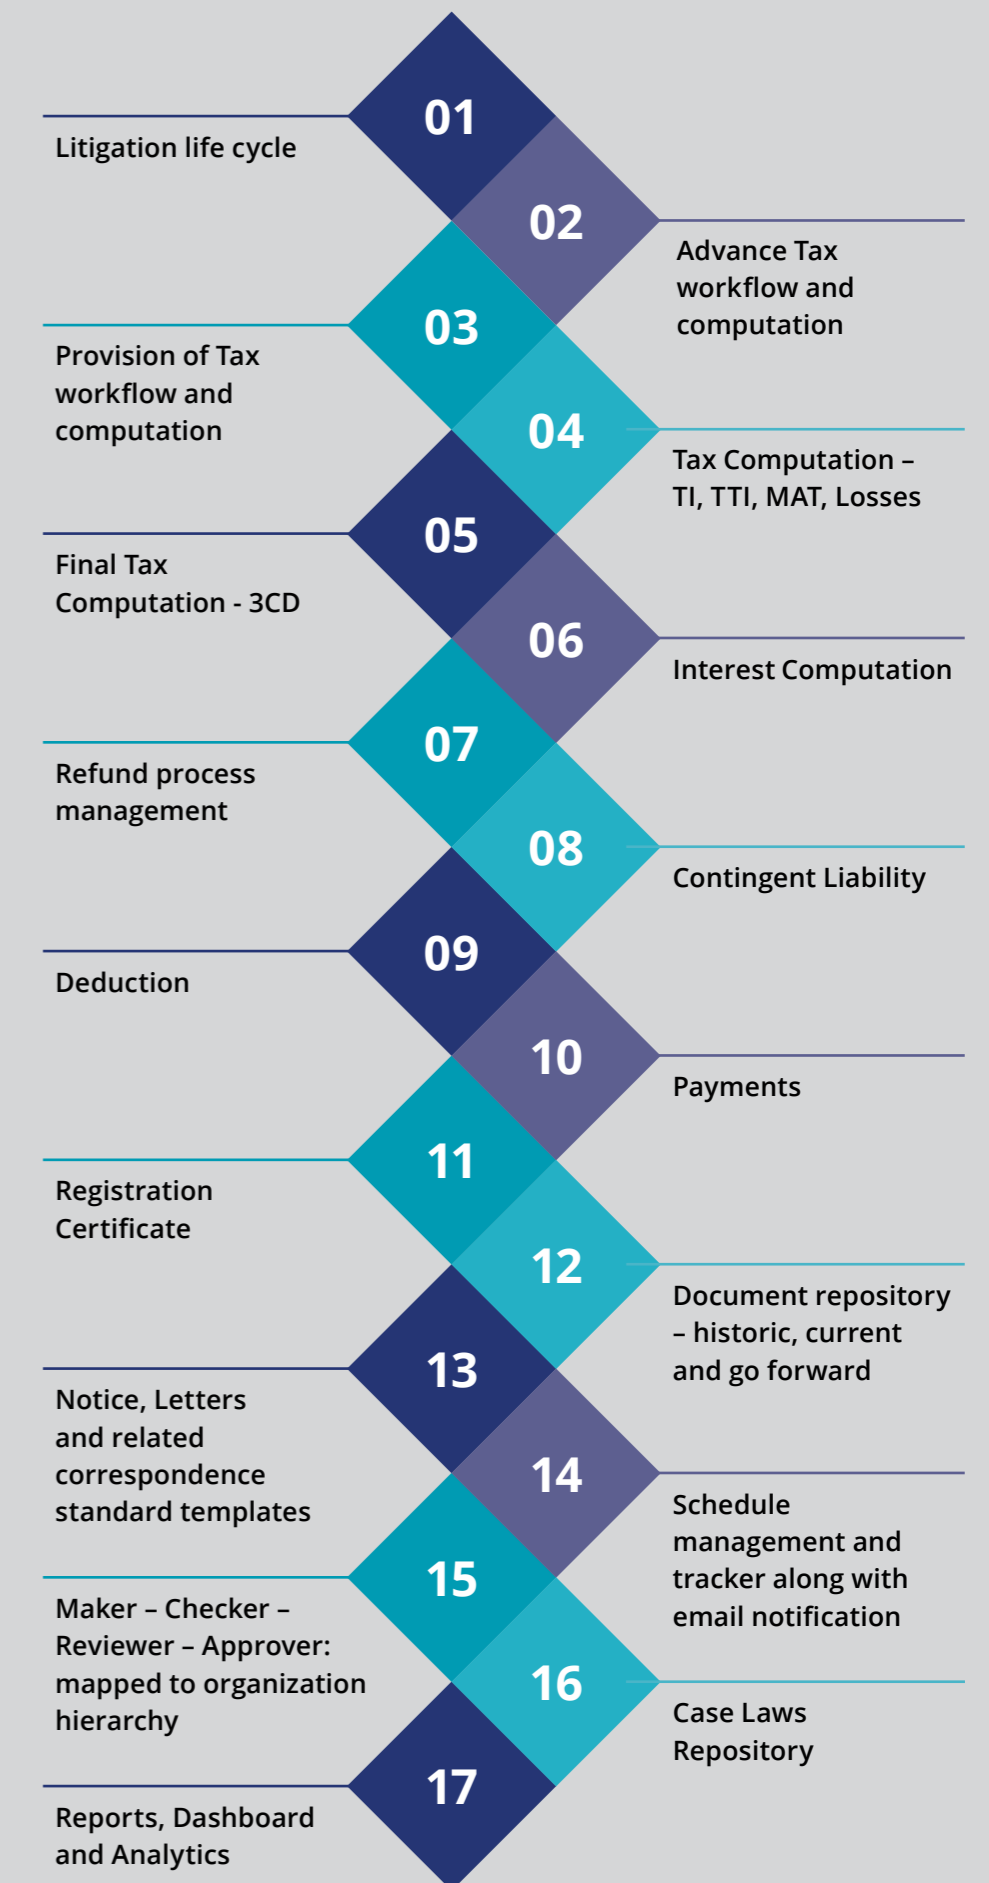 01
Litigation life cycle
02
Advance Tax
workflow and
computation
03
Provision of Tax
workflow and
computation
04
Tax Computation –
TI, TTI, MAT, Losses
05
Final Tax
Computation - 3CD
06
Interest Computation
07
Refund process
management
08
Contingent Liability
09
Deduction
10
Payments
11
Registration
Certificate
12
Document repository
– historic, current
and go forward
13
Notice, Letters
and related
correspondence
standard templates
14
Schedule
management and
tracker along with
email notification
15
Maker – Checker –
Reviewer – Approver:
mapped to organization
hierarchy
16
Case Laws
Repository
17
Reports, Dashboard
and Analytics